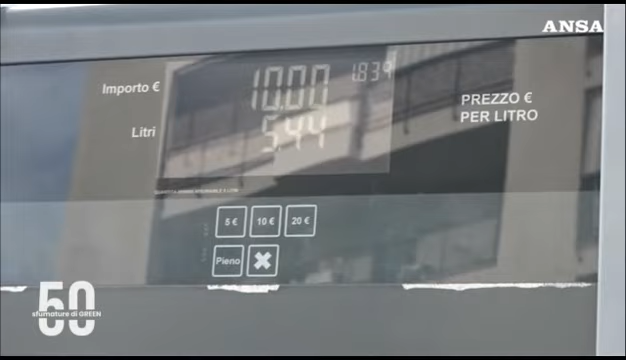 ANSA
Importo €
10.00
1.839
PREZZO €
PER LITRO
Litri
5.44
5 €
10 €
20 €
Pieno
50
sfumature di GREEN